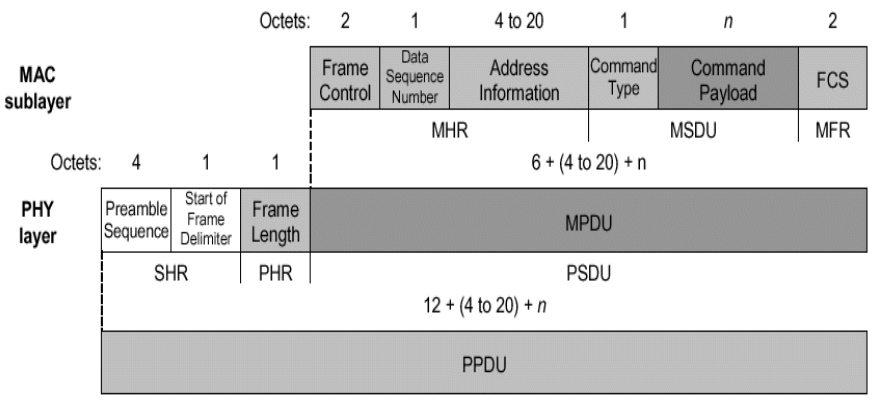 Octets: 2 1 4 to 20 1 n 2
MAC sublayer
Frame Control
Data Sequence Number
Address Information
Command Type
Command Payload
FCS
MHR MSDU MFR
Octets: 4 1 1 6 + (4 to 20) + n
PHY layer
Preamble Sequence
Start of Frame Delimiter
Frame Length
MPDU
SHR PHR PSDU
12 + (4 to 20) + n
PPDU